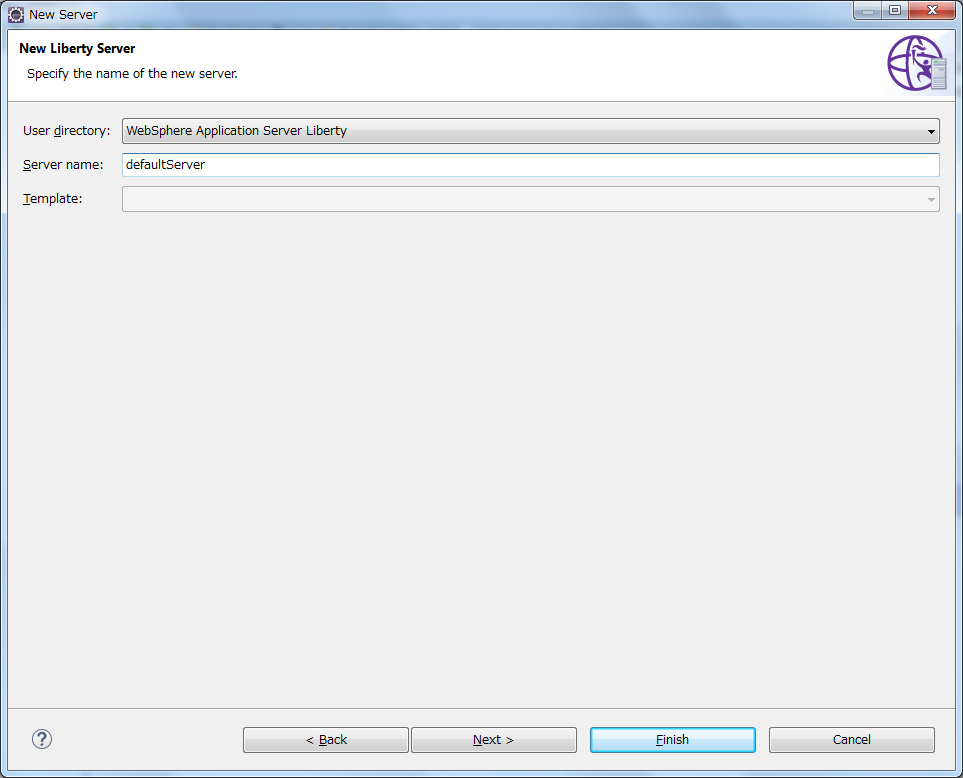 New Server
New Liberty Server
Specify the name of the new server.
User directory: WebSphere Application Server Liberty
Server name: defaultServer
Template:
? < Back Next > Finish Cancel